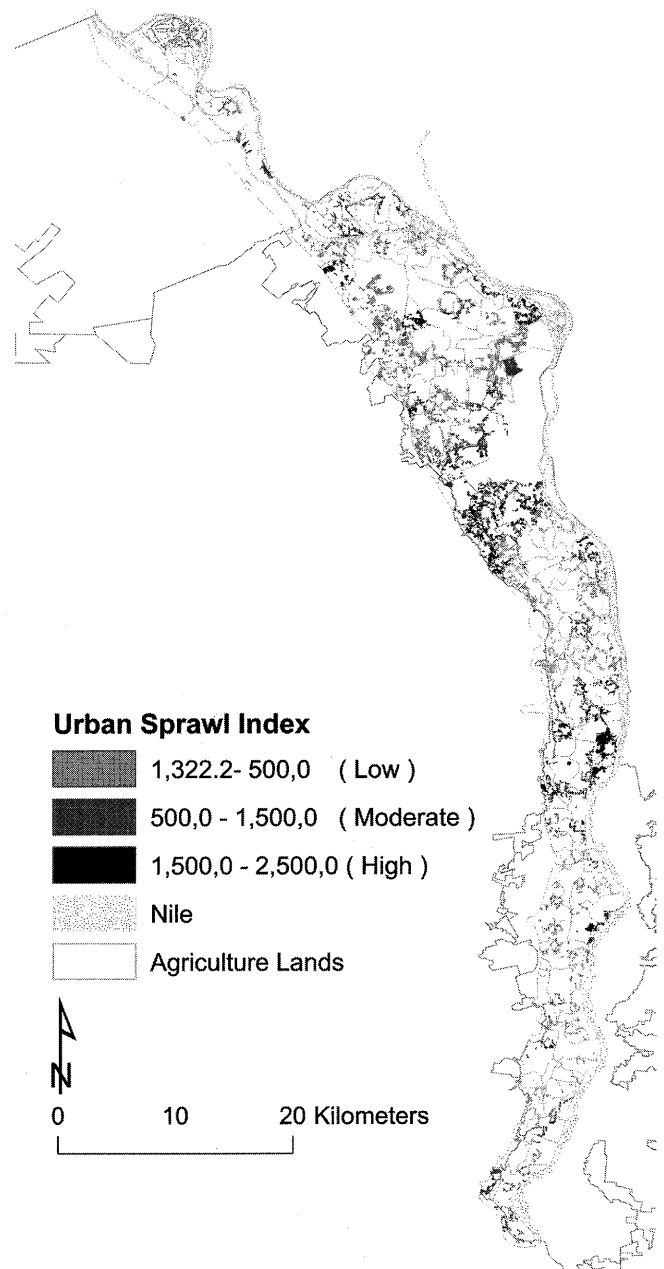 Urban Sprawl Index
1,322.2- 500,0 ( Low )
500,0 - 1,500,0 ( Moderate )
1,500,0 - 2,500,0 ( High )
Nile
Agriculture Lands
N
0 10 20 Kilometers